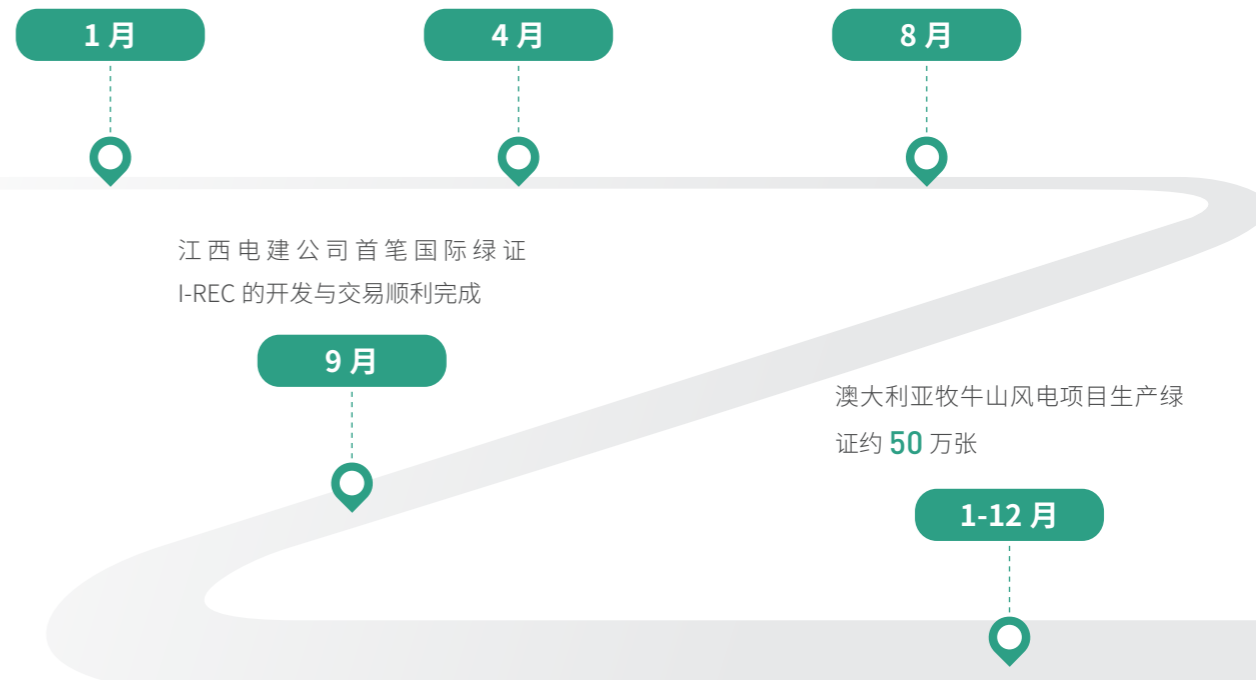 1 月
4 月
8 月
江西电建公司首笔国际绿证
I-REC 的开发与交易顺利完成
9 月
澳大利亚牧牛山风电项目生产绿
证约 50 万张
1-12 月